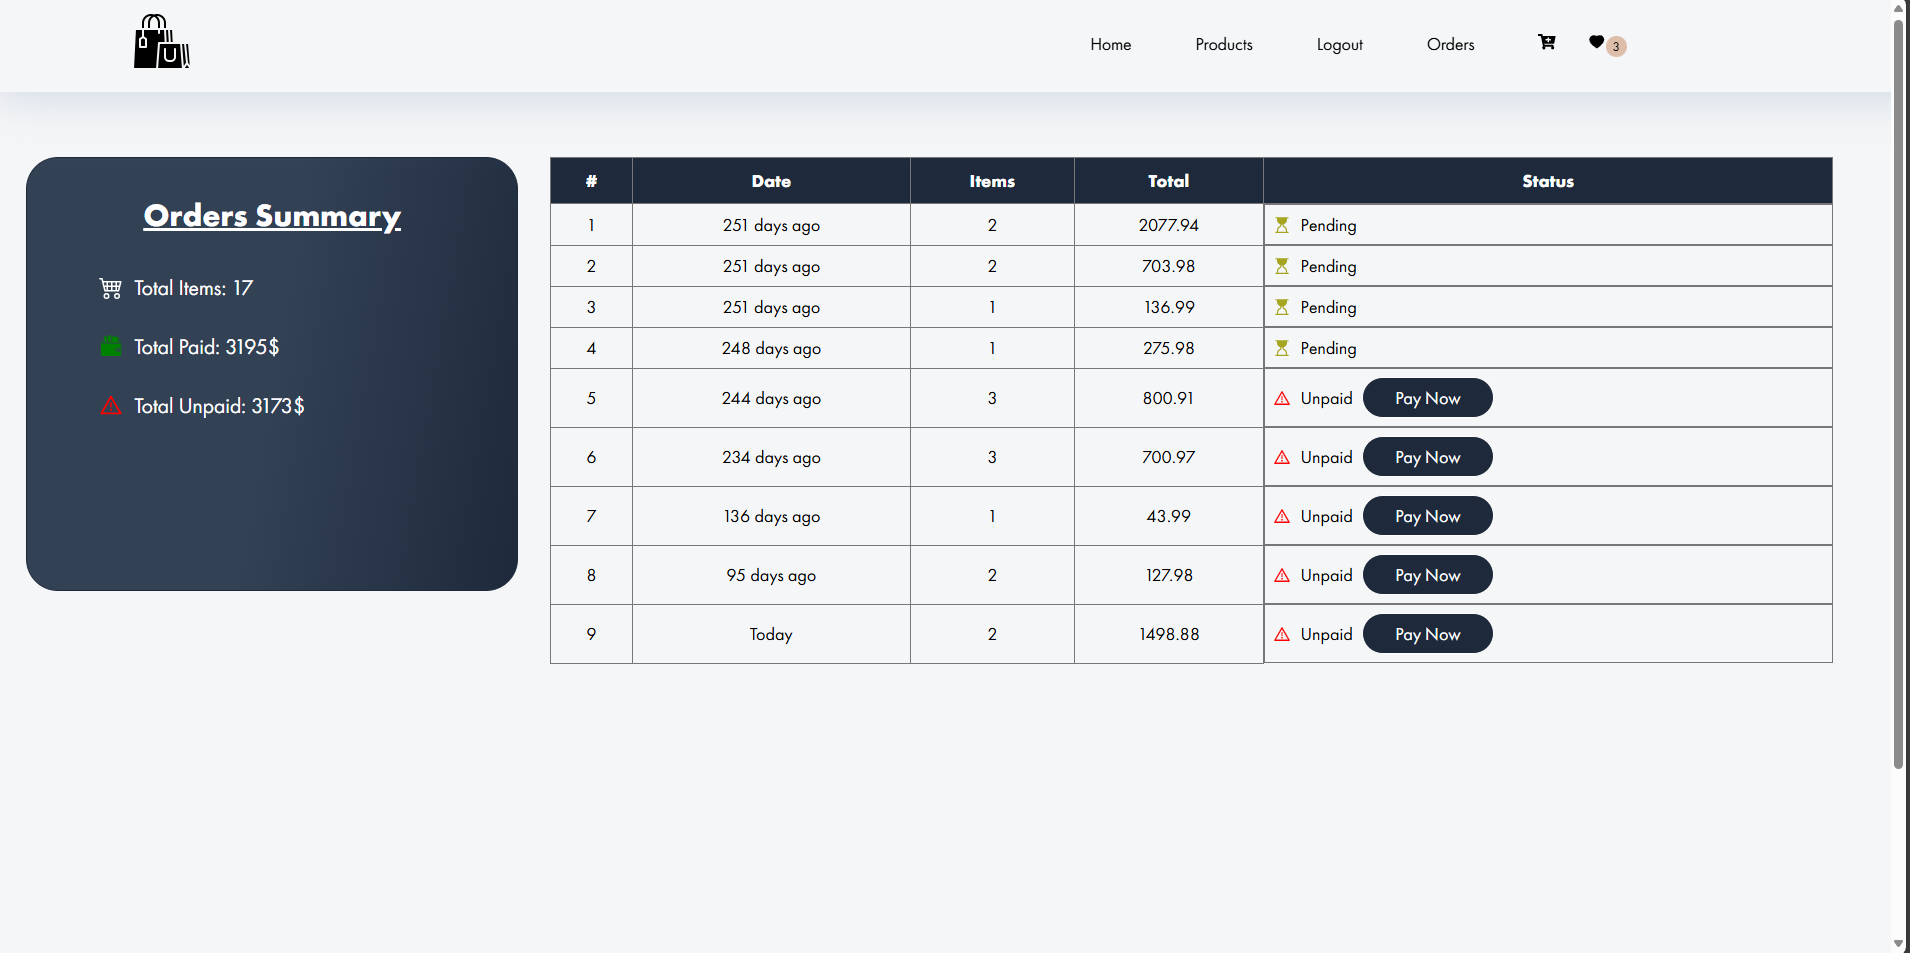 U
Home Products Logout Orders 3
Orders Summary
Total Items: 17
Total Paid: 3195$
Total Unpaid: 3173$
# Date Items Total Status
1 251 days ago 2 2077.94 Pending
2 251 days ago 2 703.98 Pending
3 251 days ago 1 136.99 Pending
4 248 days ago 1 275.98 Pending
5 244 days ago 3 800.91 Unpaid Pay Now
6 234 days ago 3 700.97 Unpaid Pay Now
7 136 days ago 1 43.99 Unpaid Pay Now
8 95 days ago 2 127.98 Unpaid Pay Now
9 Today 2 1498.88 Unpaid Pay Now